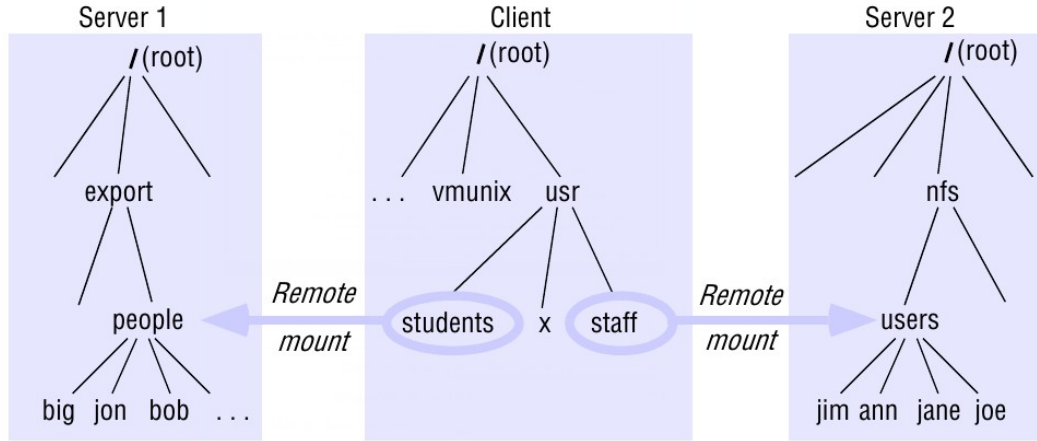 Server 1
Client
Server 2
/ (root)
/ (root)
/ (root)
export
. . . vmunix usr
nfs
Remote
mount
Remote
mount
people
students x staff
users
big jon bob . . .
jim ann jane joe